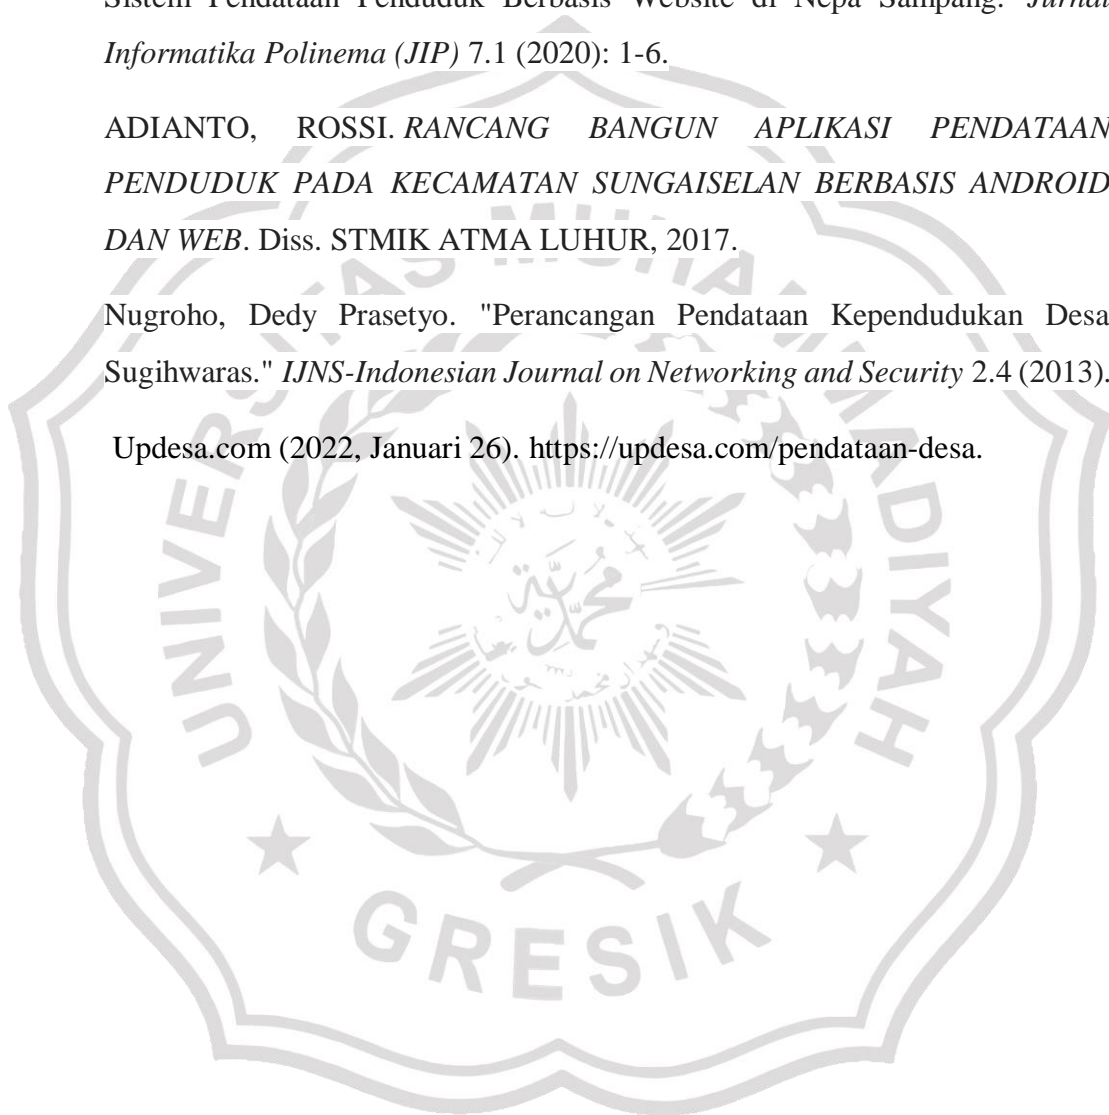 Sistem Pendataan Penduduk Berbasis Website di Nepa Sampang." Jurnal
Informatika Polinema (JIP) 7.1 (2020): 1-6.
ADIANTO, ROSSI. RANCANG BANGUN APLIKASI PENDATAAN
PENDUDUK PADA KECAMATAN SUNGAISELAN BERBASIS ANDROID
DAN WEB. Diss. STMIK ATMA LUHUR, 2017.
Nugroho, Dedy Prasetyo. "Perancangan Pendataan Kependudukan Desa
Sugihwaras." IJNS-Indonesian Journal on Networking and Security 2.4 (2013).
Updesa.com (2022, Januari 26). https://updesa.com/pendataan-desa.
UNIVERSITAS MUHAMMADIYAH
محمدية
GRESIK